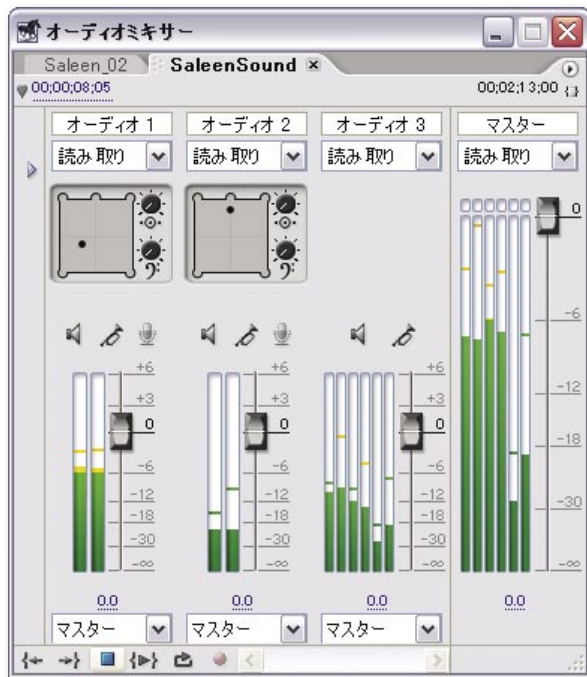 オーディオミキサー
Saleen_02 SaleenSound
00;00;08;05 00;02;13;00
オーディオ 1 オーディオ 2 オーディオ 3 マスター
読み取り 読み取り 読み取り 読み取り
0
-6
-12
-18
-30
-∞
+6 +6 +6
+3 +3 +3
0 0 0
-6 -6 -6
-12 -12 -12
-18 -18 -18
-30 -30 -30
-∞ -∞ -∞
0.0 0.0 0.0 0.0
マスター マスター マスター